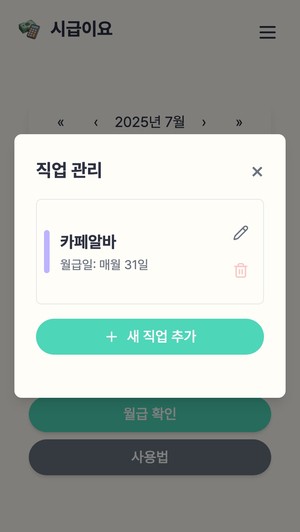 시급이요
« ‹ 2025년 7월 › »
직업 관리
카페알바
월급일: 매월 31일
+ 새 직업 추가
월급 확인
사용법